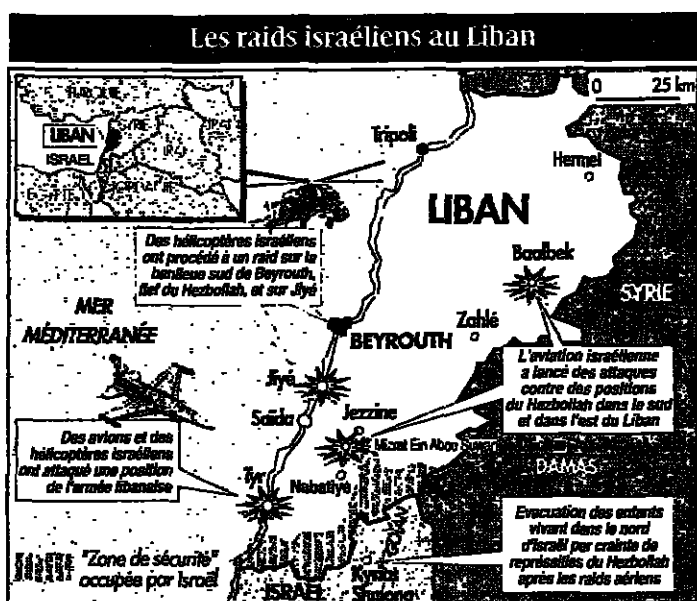 Les raids israéliens au Liban
TURQUIE
SYRIE
LIBAN
ISRAEL
0 25 km
Tripoli
Hermel
LIBAN
Des hélicoptères israéliens
ont procédé à un raid sur la
banlieue sud de Beyrouth,
fief du Hezbollah, et sur Jiyé
Baalbek
SYRIE
MER
MÉDITERRANÉE
BEYROUTH
Zahlé
L'aviation israélienne
a lancé des attaques
contre des positions
du Hezbollah dans le sud
et dans l'est du Liban
Jiyé
Saïda
Jezzine
Des avions et des
hélicoptères israéliens
ont attaqué une position
de l'armée libanaise
Nabatiyé
DAMAS
Tyr
GOLAN
Evacuation des enfants
vivant dans le nord
d'Israël par crainte de
représailles du Hezbollah
après les raids aériens
"Zone de sécurité"
occupée par Israël
ISRAEL